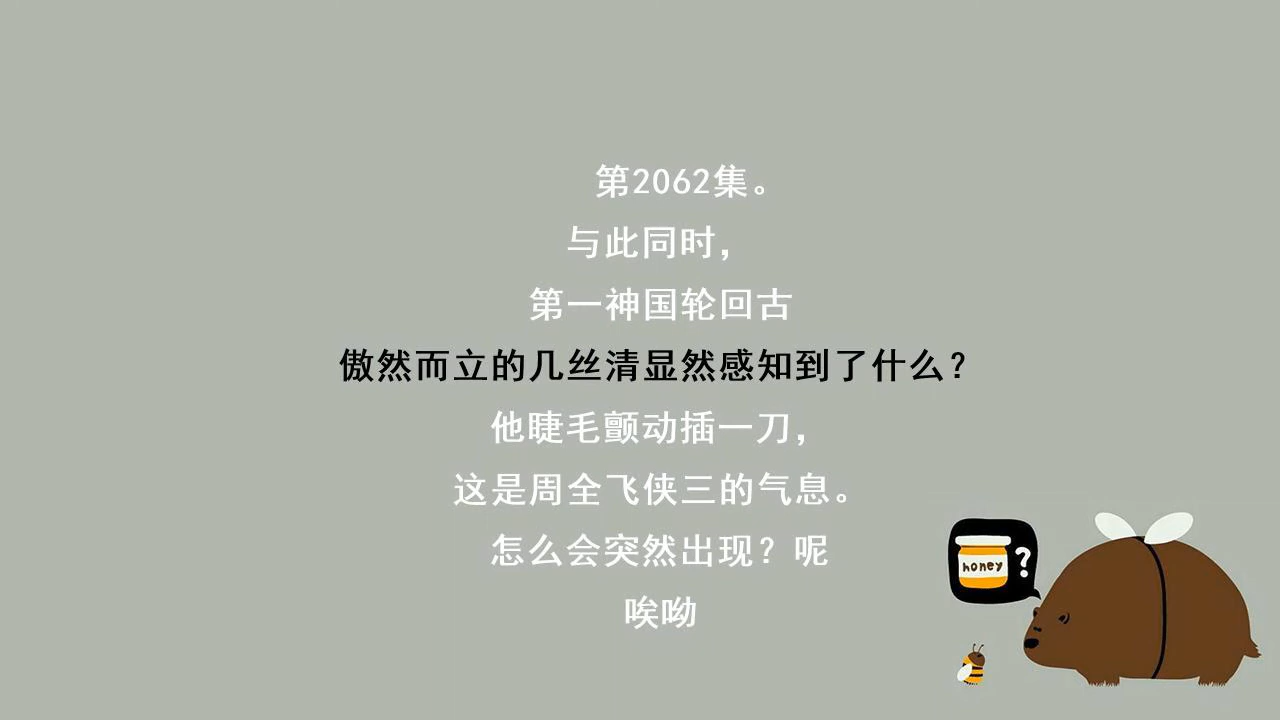 第2062集。
与此同时，
第一神国轮回古
傲然而立的几丝清显然感知到了什么？
他睫毛颤动插一刀，
这是周全飞侠三的气息。
怎么会突然出现？呢
唉呦
honey
?